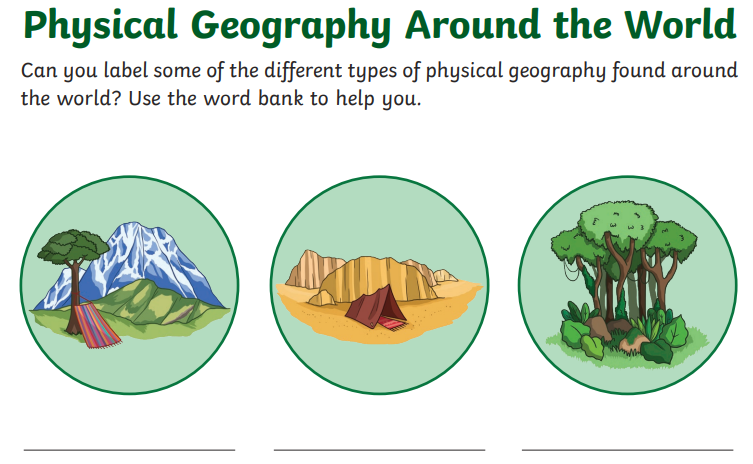 Physical Geography Around the World
Can you label some of the different types of physical geography found around
the world? Use the word bank to help you.